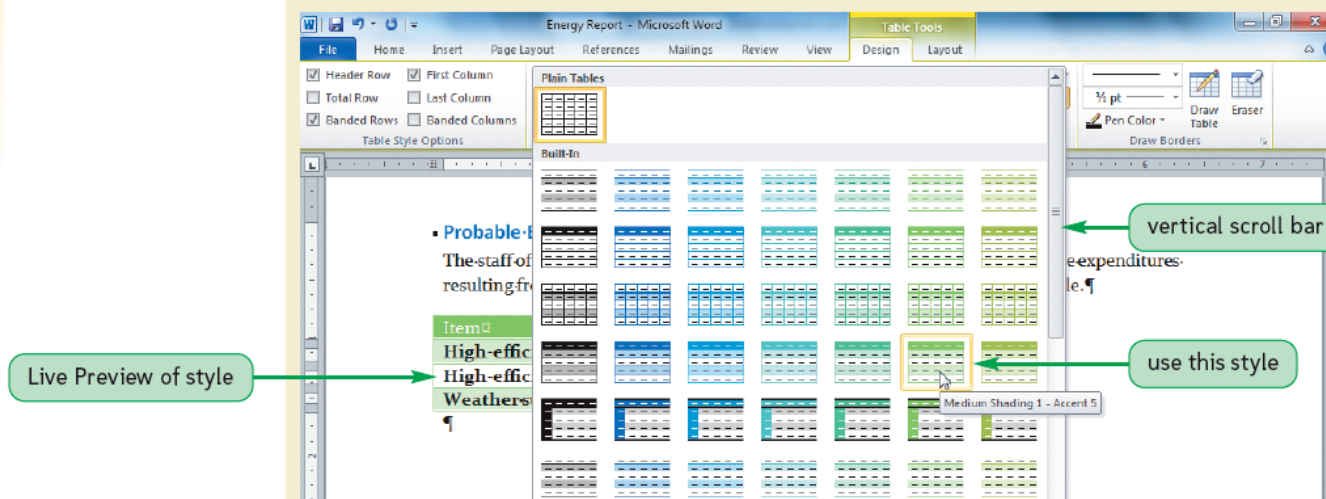 Energy Report - Microsoft Word
Table Tools
File Home Insert Page Layout References Mailings Review View Design Layout
Header Row First Column
Total Row Last Column
Banded Rows Banded Columns
Table Style Options
Plain Tables
Built-In
½ pt
Pen Color
Draw Table
Eraser
Draw Borders
6 7
vertical scroll bar
Probable
The staff of
e expenditures
resulting
le.¶
Item¤
High-effic
High-effic
Weathers
¶
2
Live Preview of style
use this style
Medium Shading 1 - Accent 5